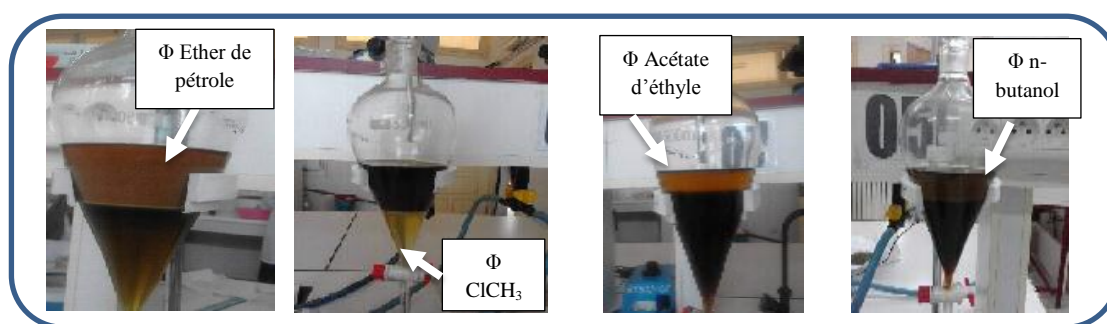 Φ Ether de
pétrole
Φ
ClCH₃
Φ Acétate
d'éthyle
Φ n-
butanol